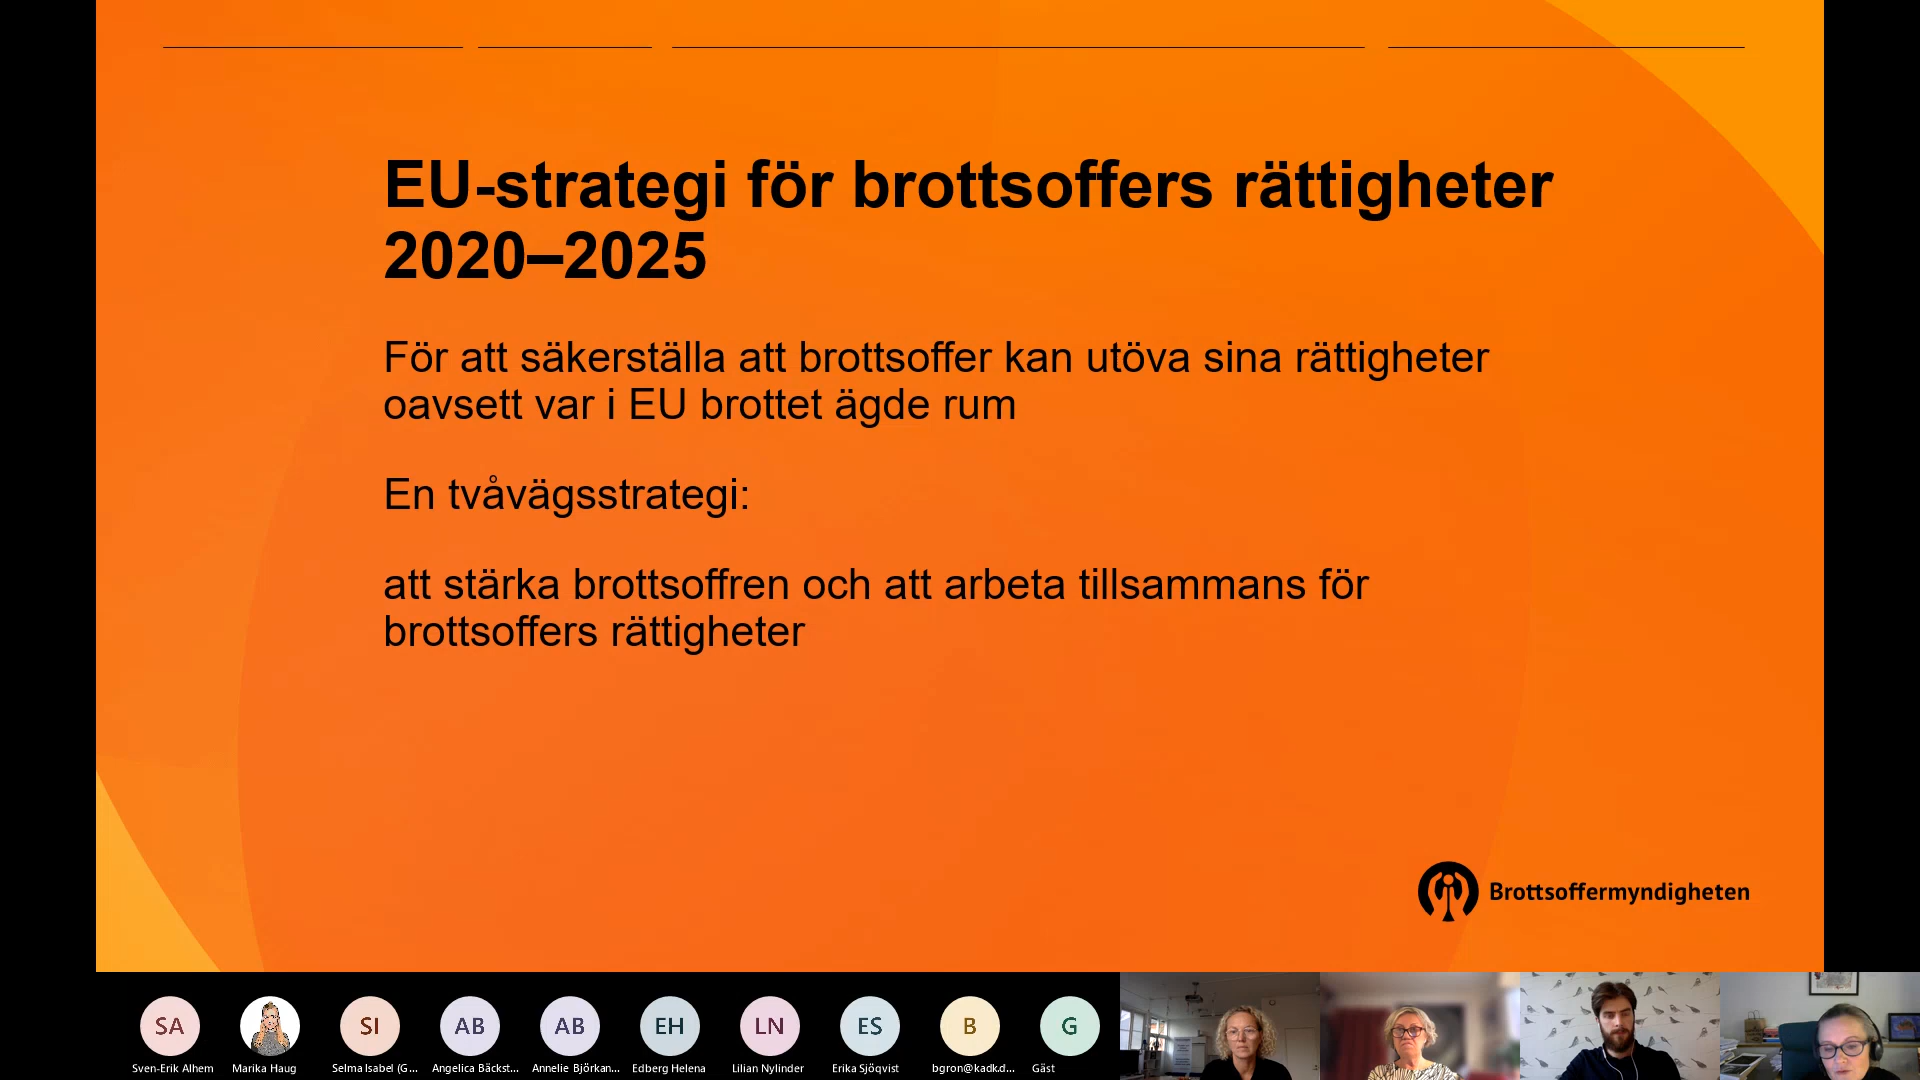 EU-strategi för brottsoffers rättigheter
2020–2025
För att säkerställa att brottsoffer kan utöva sina rättigheter
oavsett var i EU brottet ägde rum
En tvåvägsstrategi:
att stärka brottsoffren och att arbeta tillsammans för
brottsoffers rättigheter
Brottsoffermyndigheten
SA
SI
AB
AB
EH
LN
ES
B
G
Sven-Erik Alhem
Marika Haug
Selma Isabel (G...
Angelica Bäckst...
Annelie Björkan...
Edberg Helena
Lilian Nylinder
Erika Sjöqvist
bgron@kadk.d...
Gäst